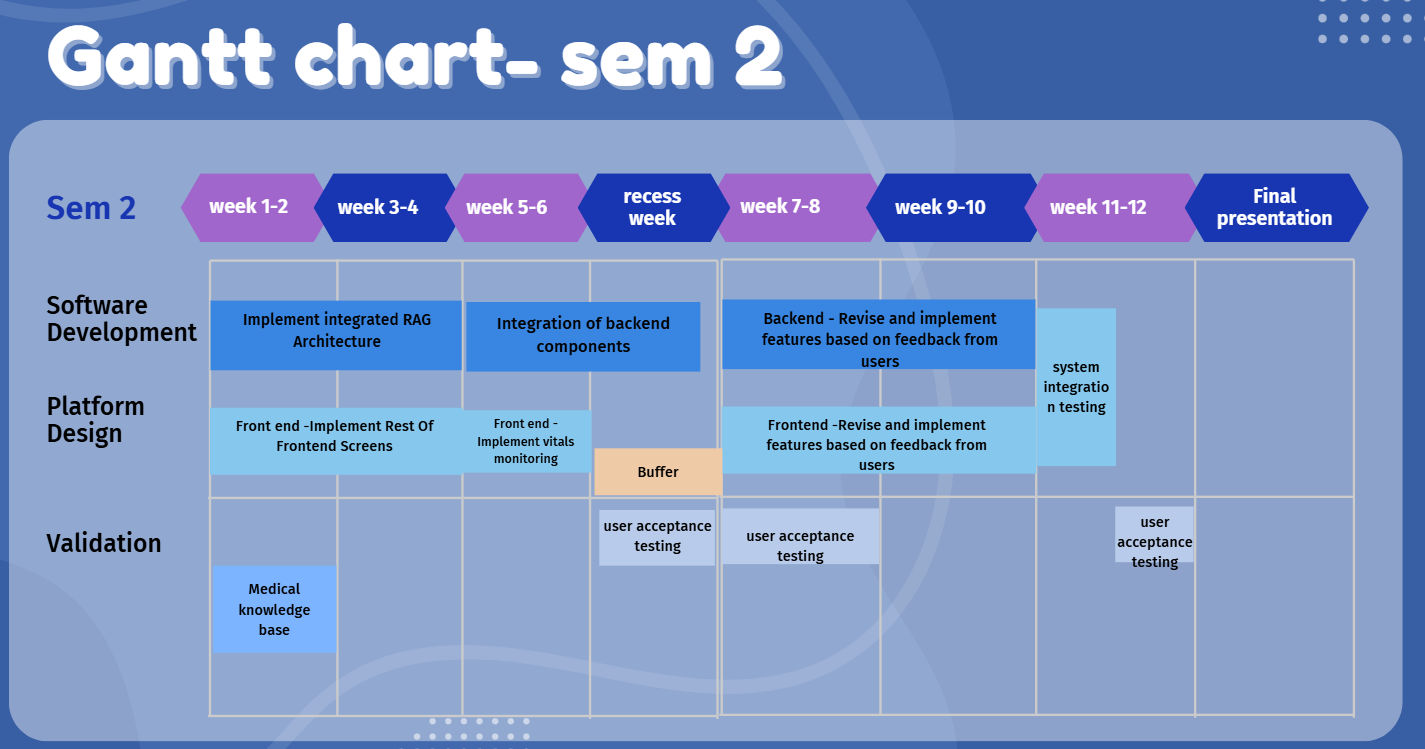 Gantt chart- sem 2
Sem 2
week 1-2
week 3-4
week 5-6
recess
week
week 7-8
week 9-10
week 11-12
Final
presentation
Software
Development
Implement integrated RAG
Architecture
Integration of backend
components
Backend - Revise and implement
features based on feedback from
users
system
integratio
n testing
Platform
Design
Front end -Implement Rest Of
Frontend Screens
Front end -
Implement vitals
monitoring
Buffer
Frontend -Revise and implement
features based on feedback from
users
Validation
Medical
knowledge
base
user acceptance
testing
user acceptance
testing
user
acceptance
testing